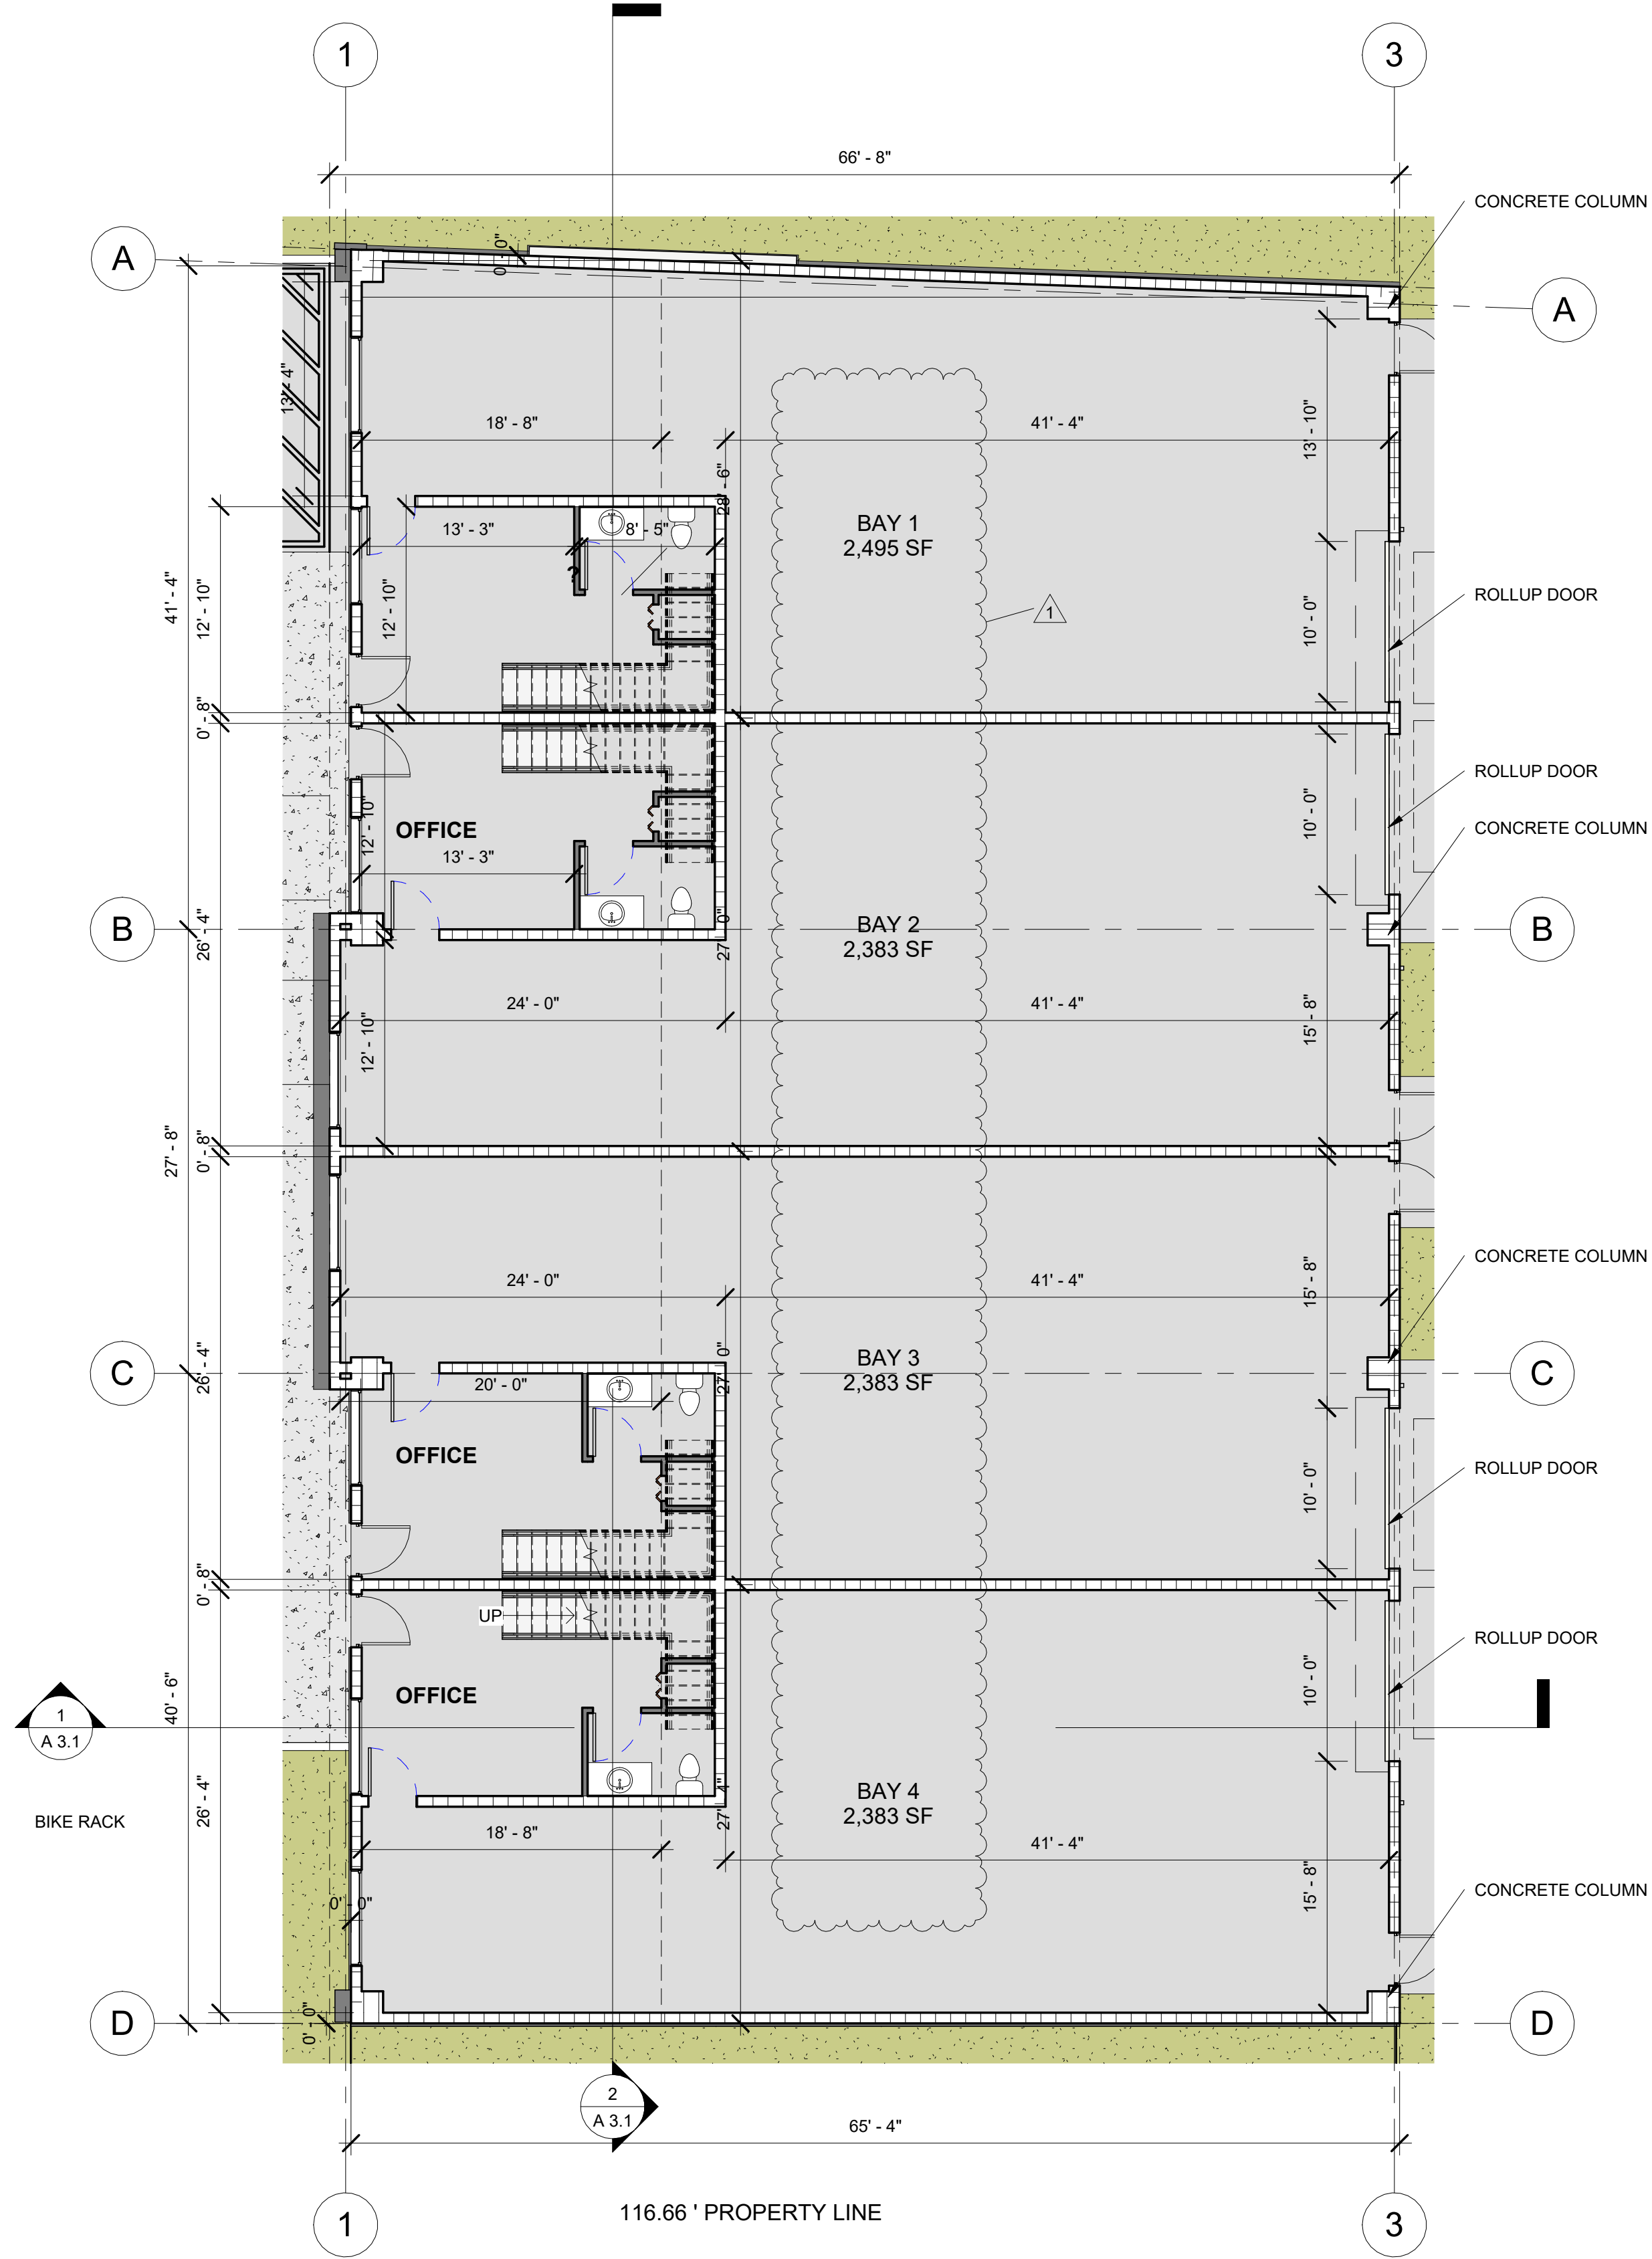 1
3
66' - 8"
CONCRETE COLUMN
A
0' - 0"
A
13' - 4"
18' - 8"
41' - 4"
13' - 10"
28' - 6"
BAY 1
2,495 SF
13' - 3"
8' - 5"
?
41' - 4"
12' - 10"
12' - 10"
1
10' - 0"
ROLLUP DOOR
0' - 8"
ROLLUP DOOR
10' - 0"
12' - 10"
OFFICE
13' - 3"
CONCRETE COLUMN
B
26' - 4"
27' - 0"
BAY 2
2,383 SF
B
24' - 0"
41' - 4"
15' - 8"
12' - 10"
27' - 8"
0' - 8"
24' - 0"
41' - 4"
15' - 8"
CONCRETE COLUMN
C
26' - 4"
20' - 0"
27' - 0"
BAY 3
2,383 SF
C
OFFICE
10' - 0"
ROLLUP DOOR
0' - 8"
UP
ROLLUP DOOR
40' - 6"
OFFICE
10' - 0"
1
A 3.1
26' - 4"
27' - 4"
BAY 4
2,383 SF
BIKE RACK
18' - 8"
41' - 4"
15' - 8"
0' - 0"
CONCRETE COLUMN
D
0' - 0"
D
2
A 3.1
65' - 4"
116.66 ' PROPERTY LINE
1
3